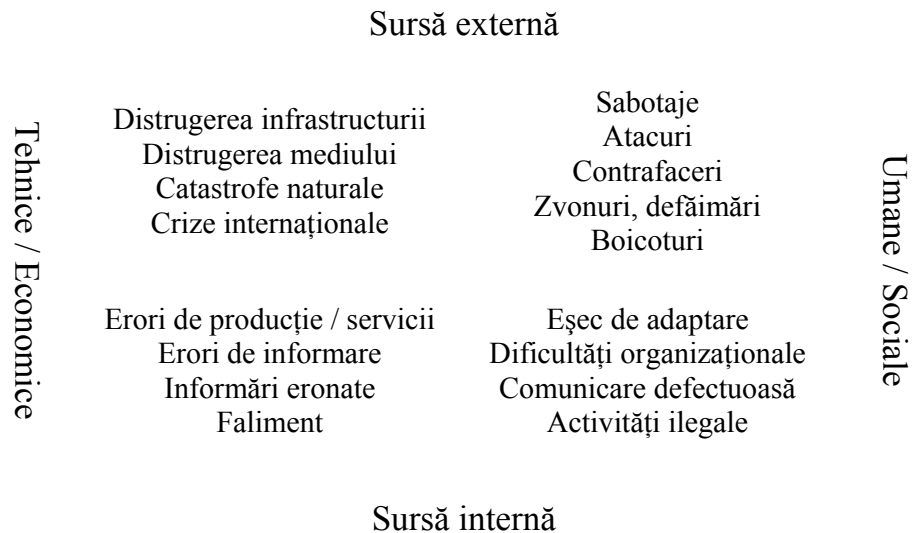 Sursă externă
Tehnice / Economice
Distrugerea infrastructurii
Distrugerea mediului
Catastrofe naturale
Crize internaționale
Sabotaje
Atacuri
Contrafaceri
Zvonuri, defăimări
Boicoturi
Umane / Sociale
Erori de producție / servicii
Erori de informare
Informări eronate
Faliment
Eşec de adaptare
Dificultăți organizaționale
Comunicare defectuoasă
Activități ilegale
Sursă internă